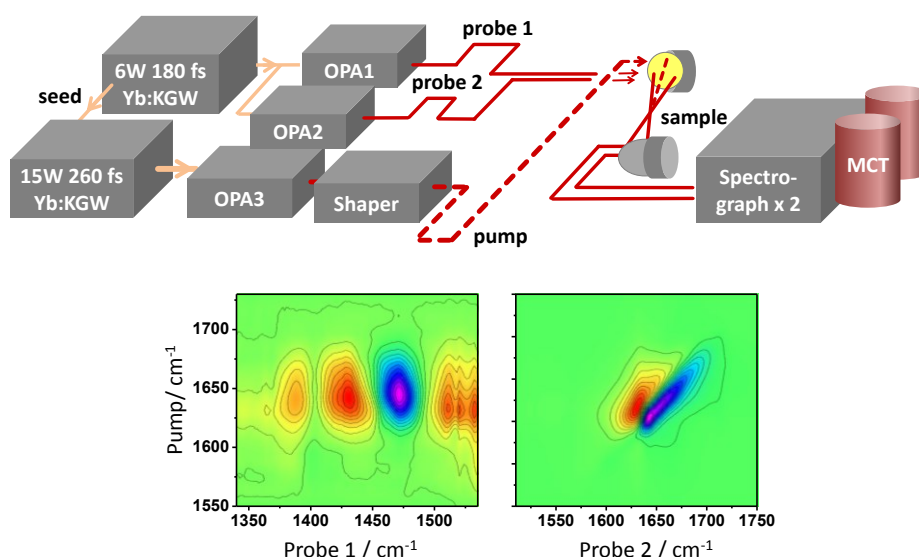 probe 1
6W 180 fs
Yb:KGW
OPA1
probe 2
seed
OPA2
sample
15W 260 fs
Yb:KGW
OPA3
Shaper
pump
Spectro-
graph x 2
MCT
Pump/ cm-1
1700
1650
1600
1550
1350 1400 1450 1500
Probe 1 / cm-1
1550 1600 1650 1700 1750
Probe 2 / cm-1